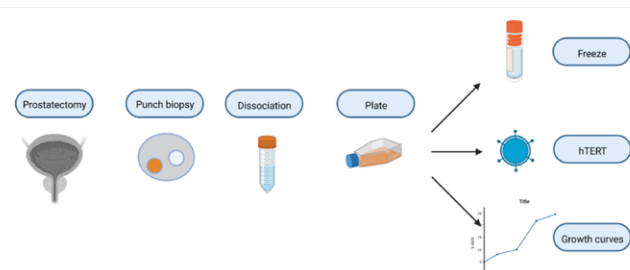 Freeze
Prostatectomy
Punch biopsy
Dissociation
Plate
hTERT
Title
Growth curves